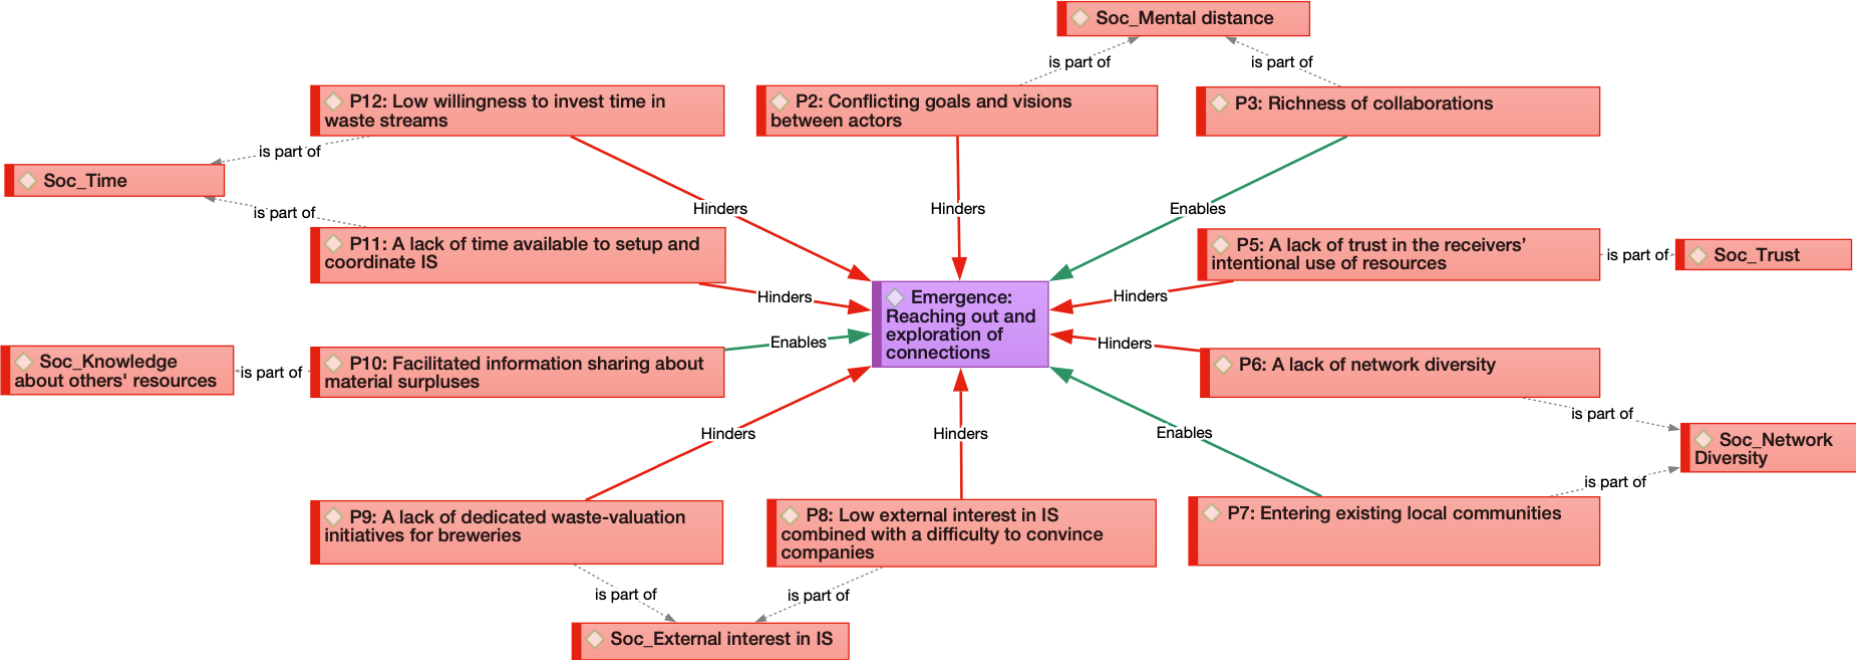 Soc_Mental distance
is part of
is part of
P12: Low willingness to invest time in
waste streams
P2: Conflicting goals and visions
between actors
P3: Richness of collaborations
is part of
Soc_Time
is part of
Hinders
Hinders
Enables
P11: A lack of time available to setup and
coordinate IS
P5: A lack of trust in the receivers'
intentional use of resources
is part of
Soc_Trust
Hinders
Emergence:
Reaching out and
exploration of
connections
Hinders
Soc_Knowledge
about others' resources
is part of
P10: Facilitated information sharing about
material surpluses
Enables
Hinders
P6: A lack of network diversity
is part of
Hinders
Hinders
Enables
Soc_Network
Diversity
is part of
P9: A lack of dedicated waste-valuation
initiatives for breweries
P8: Low external interest in IS
combined with a difficulty to convince
companies
P7: Entering existing local communities
is part of
is part of
Soc_External interest in IS